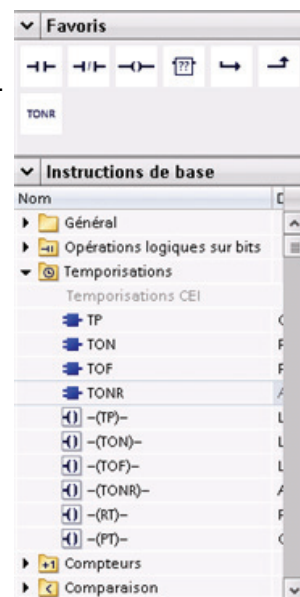 Favoris
??
TONR
Instructions de base
Nom
Général
Opérations logiques sur bits
Temporisations
Temporisations CEI
TP
TON
TOF
TONR
–(TP)–
–(TON)–
–(TOF)–
–(TONR)–
–(RT)–
–(PT)–
+1 Compteurs
Comparaison